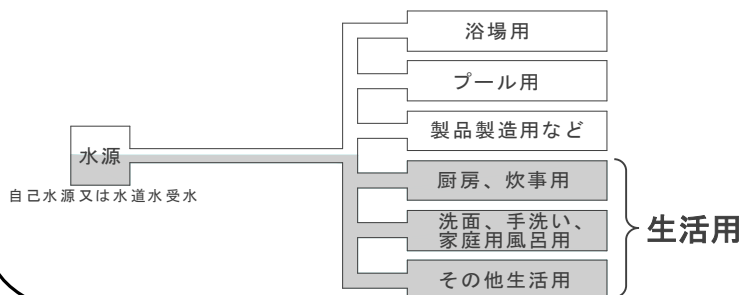 浴場用
プール用
製品製造用など
水源
自己水源又は水道水受水
厨房、炊事用
洗面、手洗い、
家庭用風呂用
その他生活用
生活用